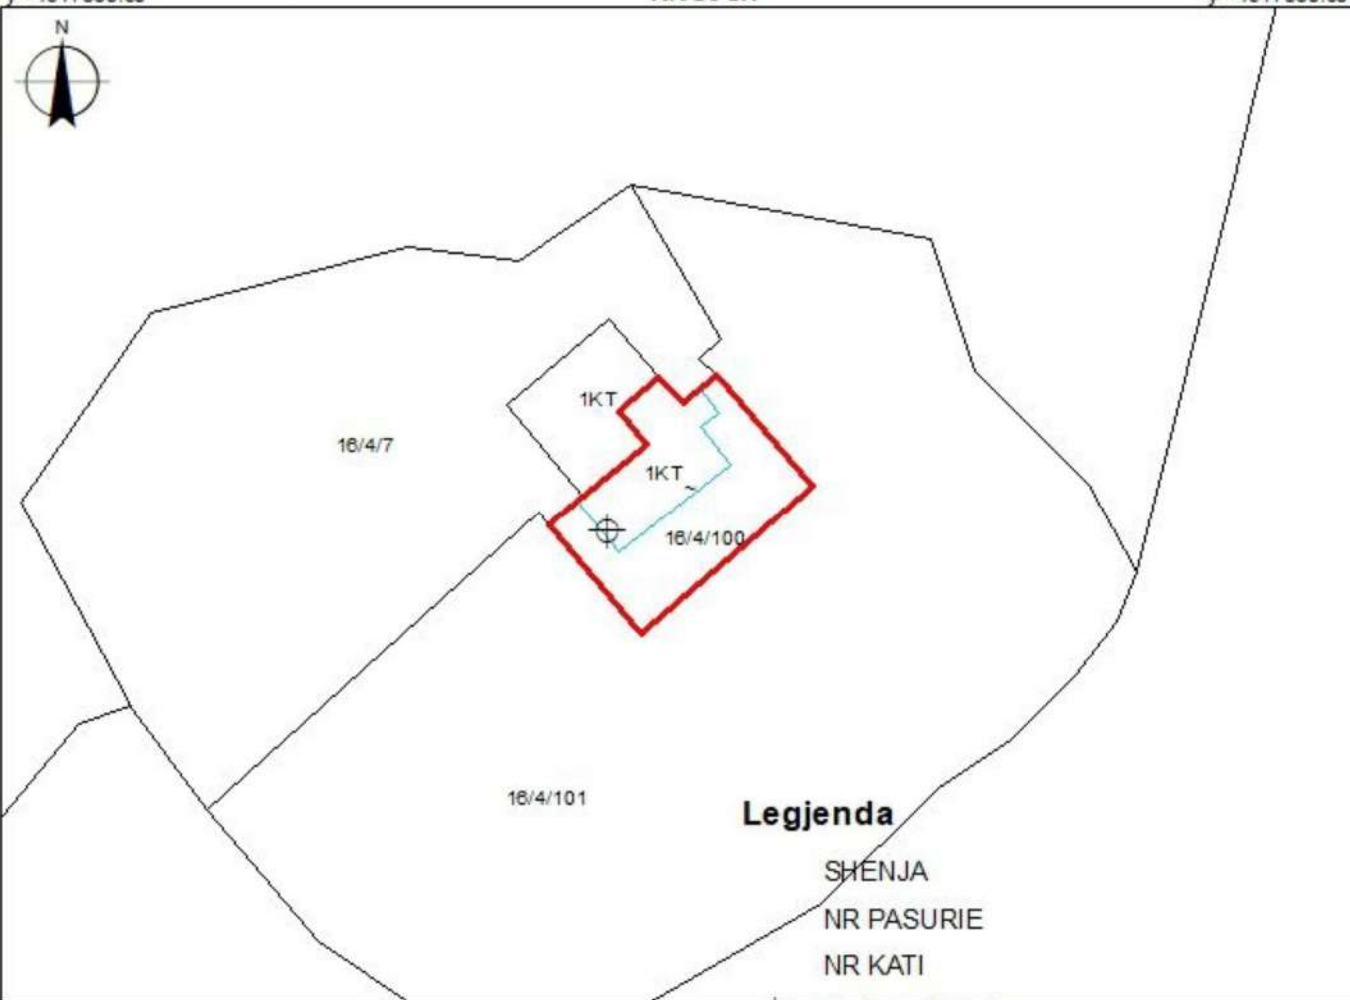 N
1KT
16/4/7
1KT
16/4/100
16/4/101
Legjenda
SHENJA
NR PASURIE
NR KATI